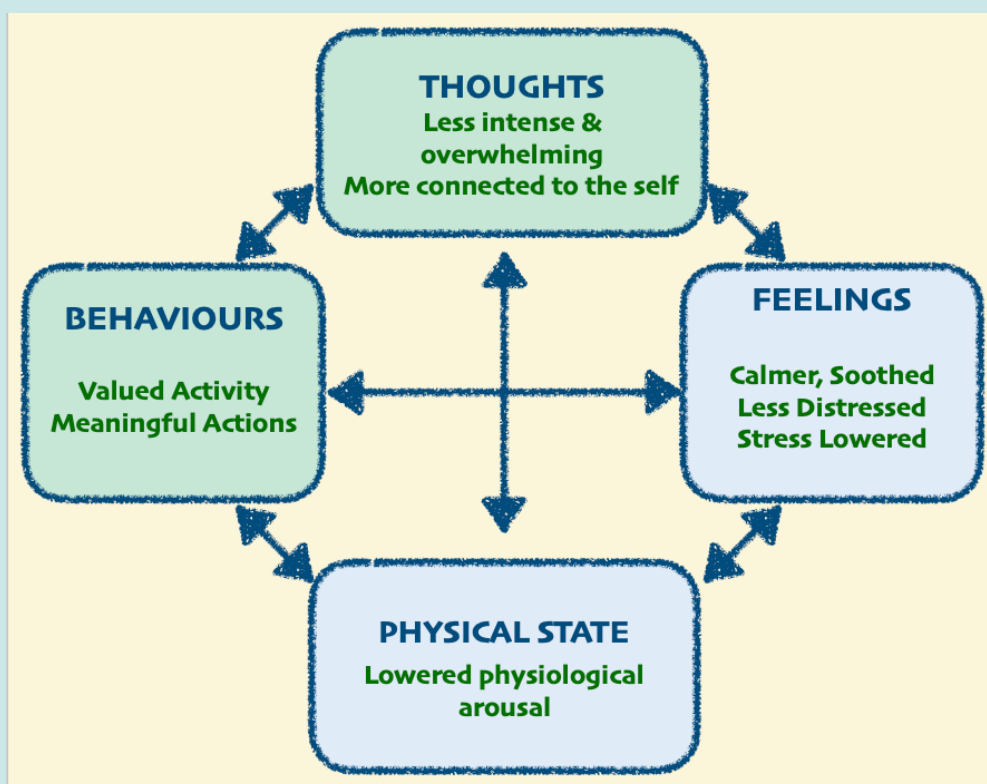 THOUGHTS
Less intense &
overwhelming
More connected to the self
BEHAVIOURS
Valued Activity
Meaningful Actions
FEELINGS
Calmer, Soothed
Less Distressed
Stress Lowered
PHYSICAL STATE
Lowered physiological
arousal